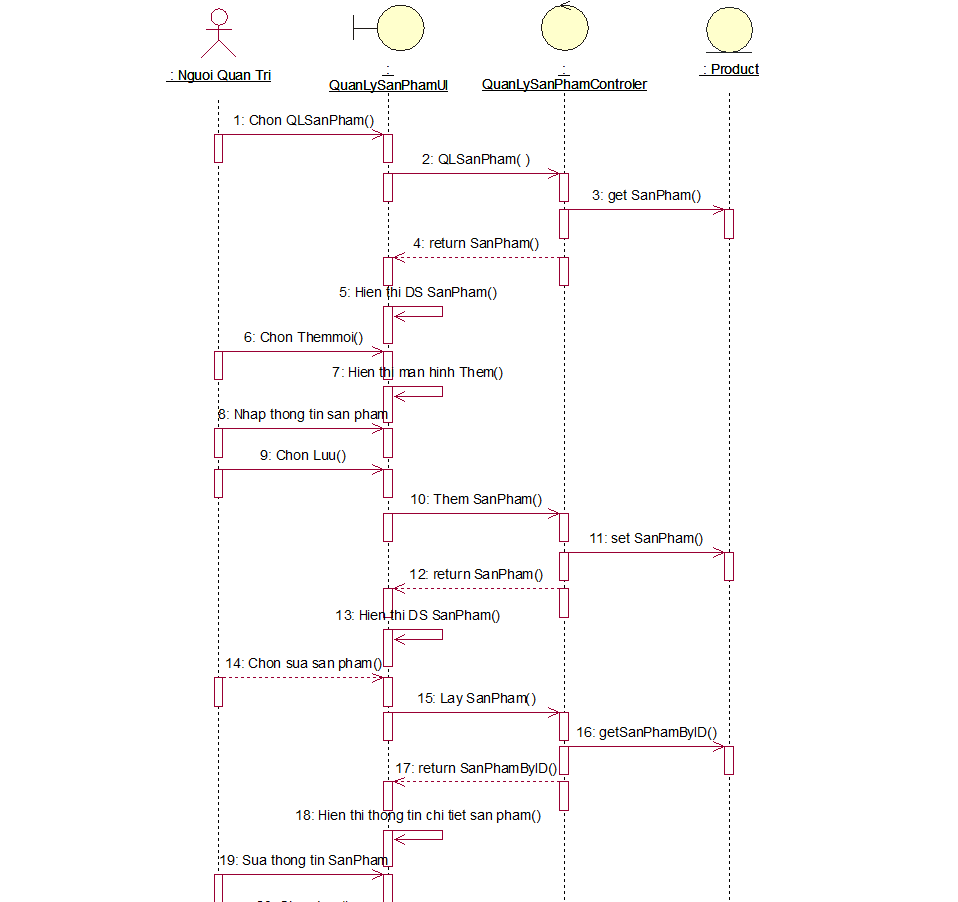 : Nguoi Quan Tri
:
QuanLySanPhamUI
:
QuanLySanPhamControler
: Product
1: Chon QLSanPham()
2: QLSanPham( )
3: get SanPham()
4: return SanPham()
5: Hien thi DS SanPham()
6: Chon Themmoi()
7: Hien thi man hinh Them()
8: Nhap thong tin san pham
9: Chon Luu()
10: Them SanPham()
11: set SanPham()
12: return SanPham()
13: Hien thi DS SanPham()
14: Chon sua san pham()
15: Lay SanPham()
16: getSanPhamByID()
17: return SanPhamByID()
18: Hien thi thong tin chi tiet san pham()
19: Sua thong tin SanPham